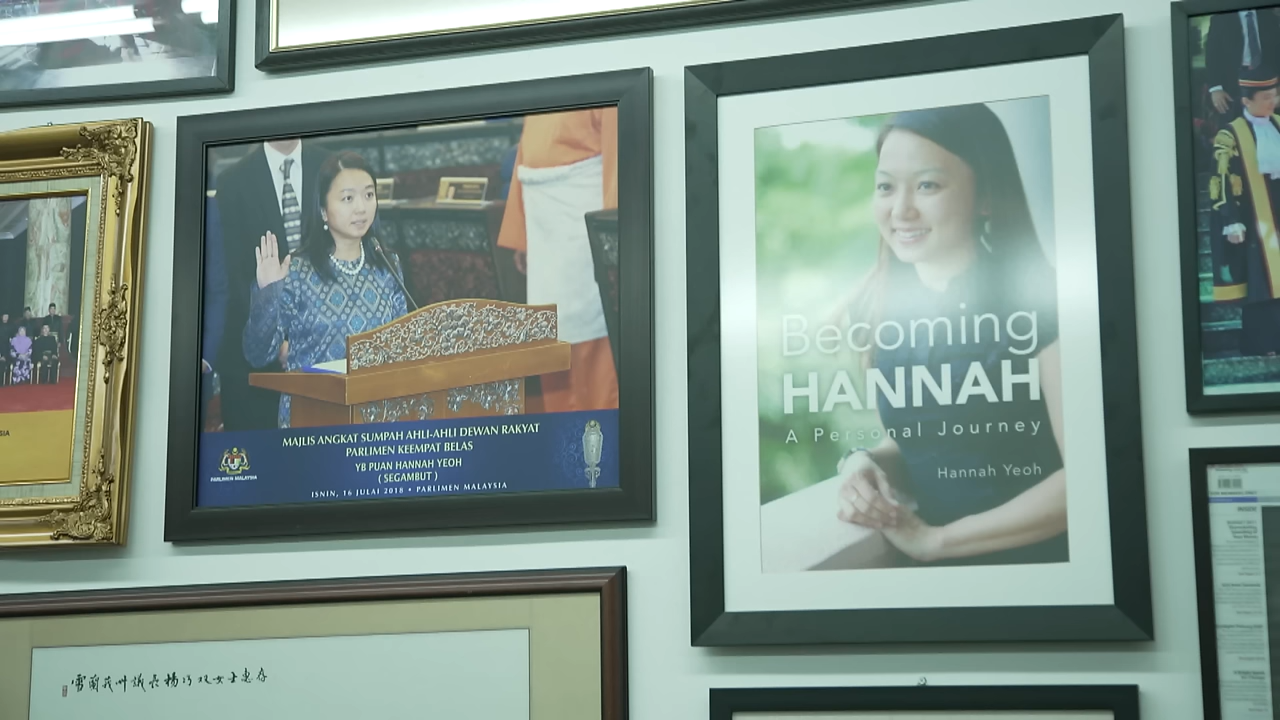 MAJLIS ANGKAT SUMPAH AHLI-AHLI DEWAN RAKYAT
PARLIMEN KEEMPAT BELAS
YB PUAN HANNAH YEOH
( SEGAMBUT )
ISNIN, 16 JULAI 2018 • PARLIMEN MALAYSIA
PARLIMEN MALAYSIA
Becoming
HANNAH
A Personal Journey
Hannah Yeoh
INSIDE